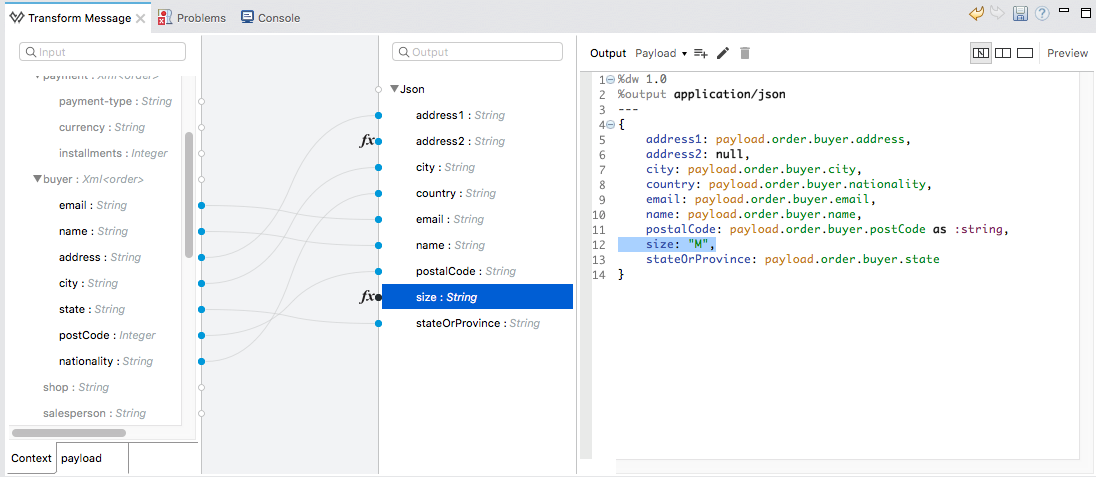 Transform Message
Problems
Console
Input
payment : Xml<order>
payment-type : String
currency : String
installments : Integer
buyer : Xml<order>
email : String
name : String
address : String
city : String
state : String
postCode : Integer
nationality : String
shop : String
salesperson : String
Context
payload
fx
fx
Output
Json
address1 : String
address2 : String
city : String
country : String
email : String
name : String
postalCode : String
size : String
stateOrProvince : String
Output Payload
N
Preview
1 %dw 1.0
2 %output application/json
3 ---
4 {
5 address1: payload.order.buyer.address,
6 address2: null,
7 city: payload.order.buyer.city,
8 country: payload.order.buyer.nationality,
9 email: payload.order.buyer.email,
10 name: payload.order.buyer.name,
11 postalCode: payload.order.buyer.postCode as :string,
12 size: "M",
13 stateOrProvince: payload.order.buyer.state
14 }